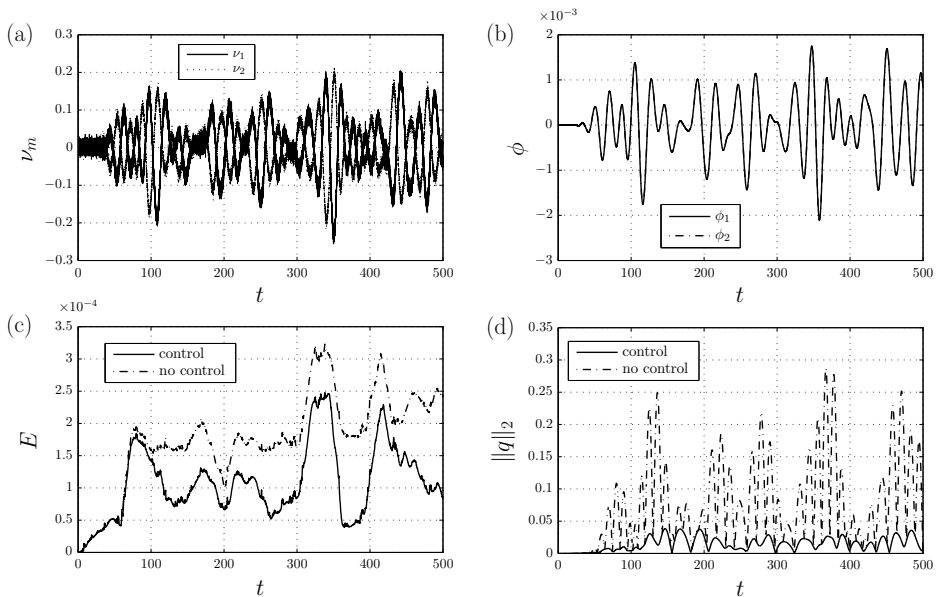 (a)
0.3
0.2
0.1
0
−0.1
−0.2
−0.3
ν_m
ν_1
ν_2
0 100 200 300 400 500
t
(b)
×10^{−3}
2
1
0
−1
−2
−3
ϕ
ϕ_1
ϕ_2
0 100 200 300 400 500
t
(c)
×10^{−4}
3.5
3
2.5
2
1.5
1
0.5
0
E
control
no control
0 100 200 300 400 500
t
(d)
0.35
0.3
0.25
0.2
0.15
0.1
0.05
0
‖q‖_2
control
no control
0 100 200 300 400 500
t